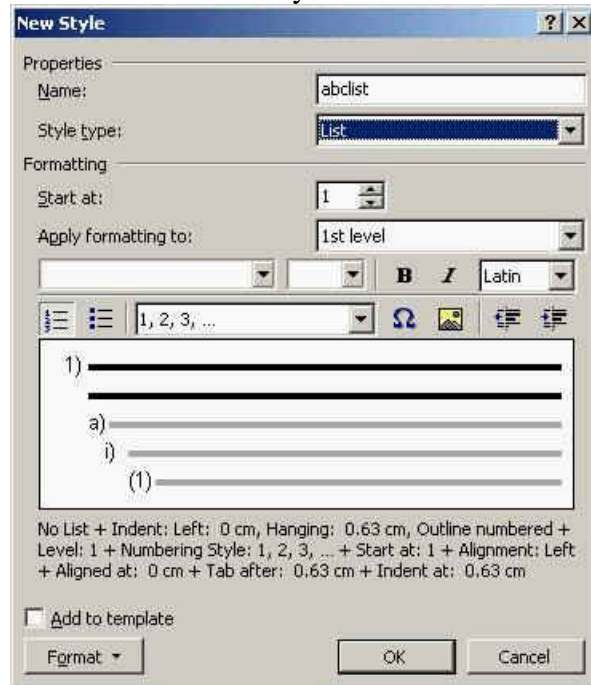 New Style
Properties
Name: abclist
Style type: List
Formatting
Start at: 1
Apply formatting to: 1st level
B I Latin
1, 2, 3, ...
1)
a)
i)
(1)
No List + Indent: Left: 0 cm, Hanging: 0.63 cm, Outline numbered +
Level: 1 + Numbering Style: 1, 2, 3, ... + Start at: 1 + Alignment: Left
+ Aligned at: 0 cm + Tab after: 0.63 cm + Indent at: 0.63 cm
Add to template
Format OK Cancel